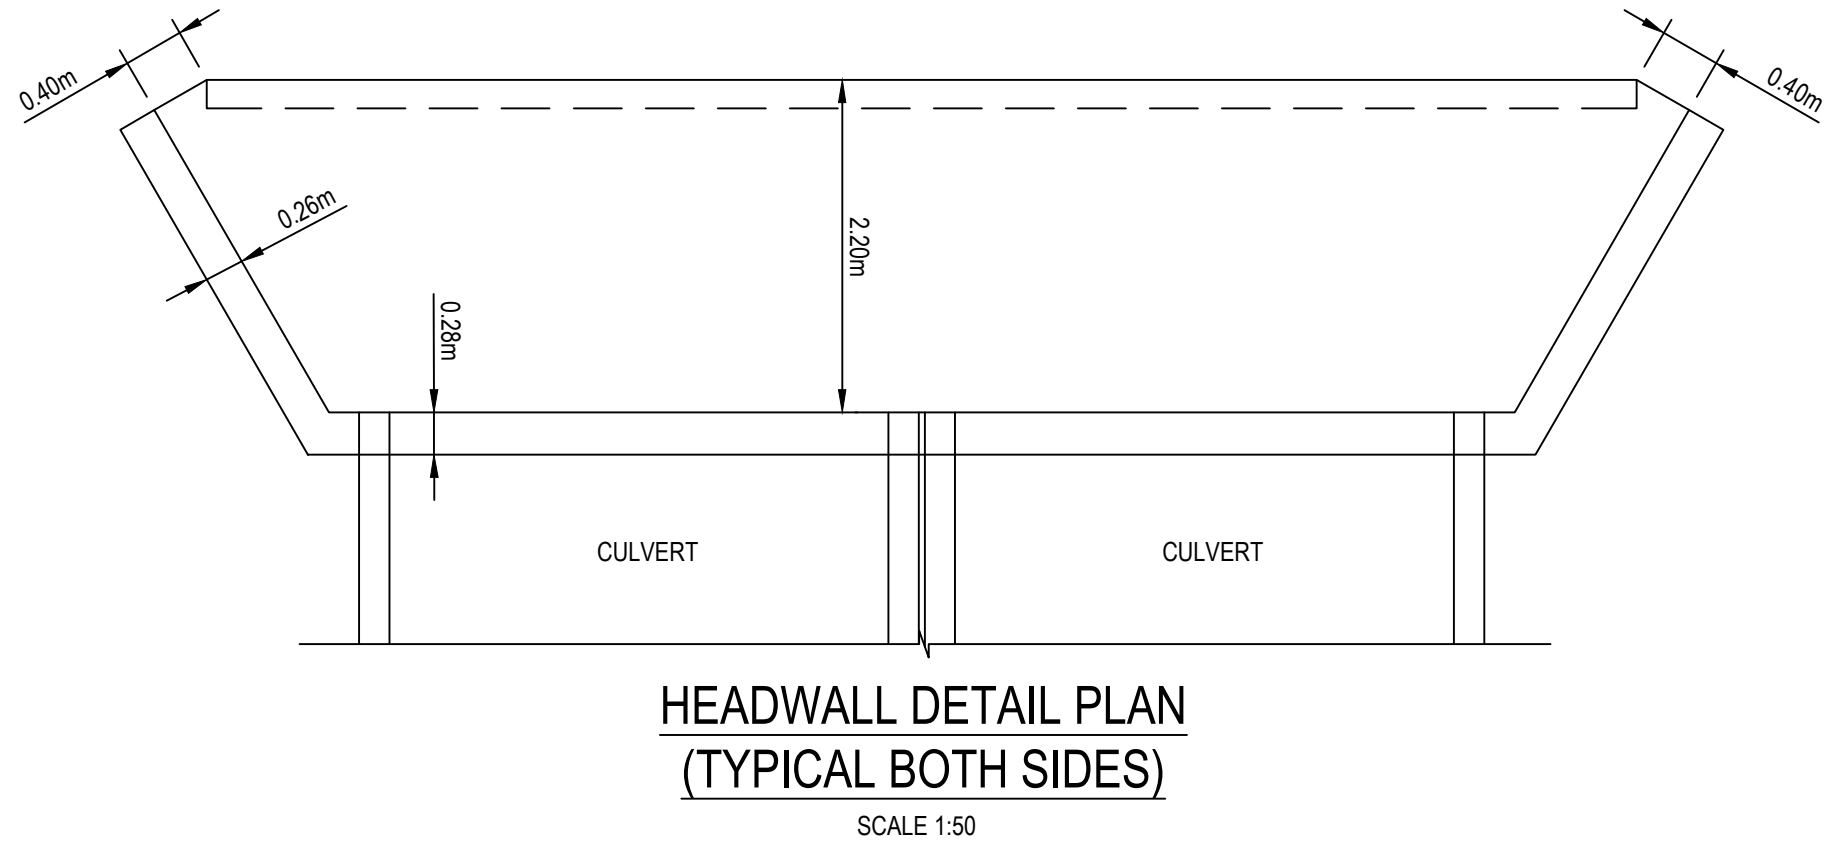 0.40m
0.40m
0.26m
2.20m
0.28m
CULVERT
CULVERT
HEADWALL DETAIL PLAN
(TYPICAL BOTH SIDES)
SCALE 1:50